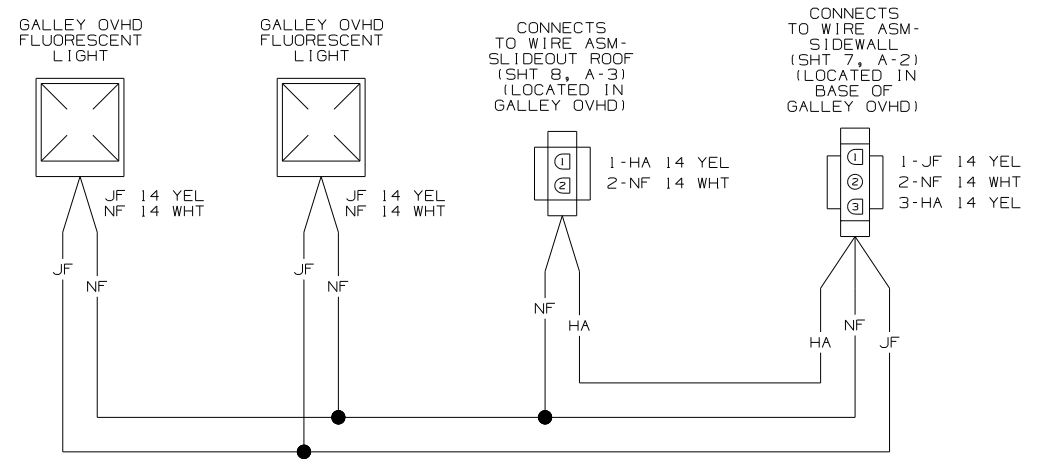 GALLEY OVHD
FLUORESCENT
LIGHT
GALLEY OVHD
FLUORESCENT
LIGHT
CONNECTS
TO WIRE ASM-
SLIDEOUT ROOF
(SHT 8, A-3)
(LOCATED IN
GALLEY OVHD)
CONNECTS
TO WIRE ASM-
SIDEWALL
(SHT 7, A-2)
(LOCATED IN
BASE OF
GALLEY OVHD)
JF 14 YEL
NF 14 WHT
JF 14 YEL
NF 14 WHT
1
2
1-HA 14 YEL
2-NF 14 WHT
1
2
3
1-JF 14 YEL
2-NF 14 WHT
3-HA 14 YEL
JF
NF
JF
NF
NF
HA
HA
NF
JF